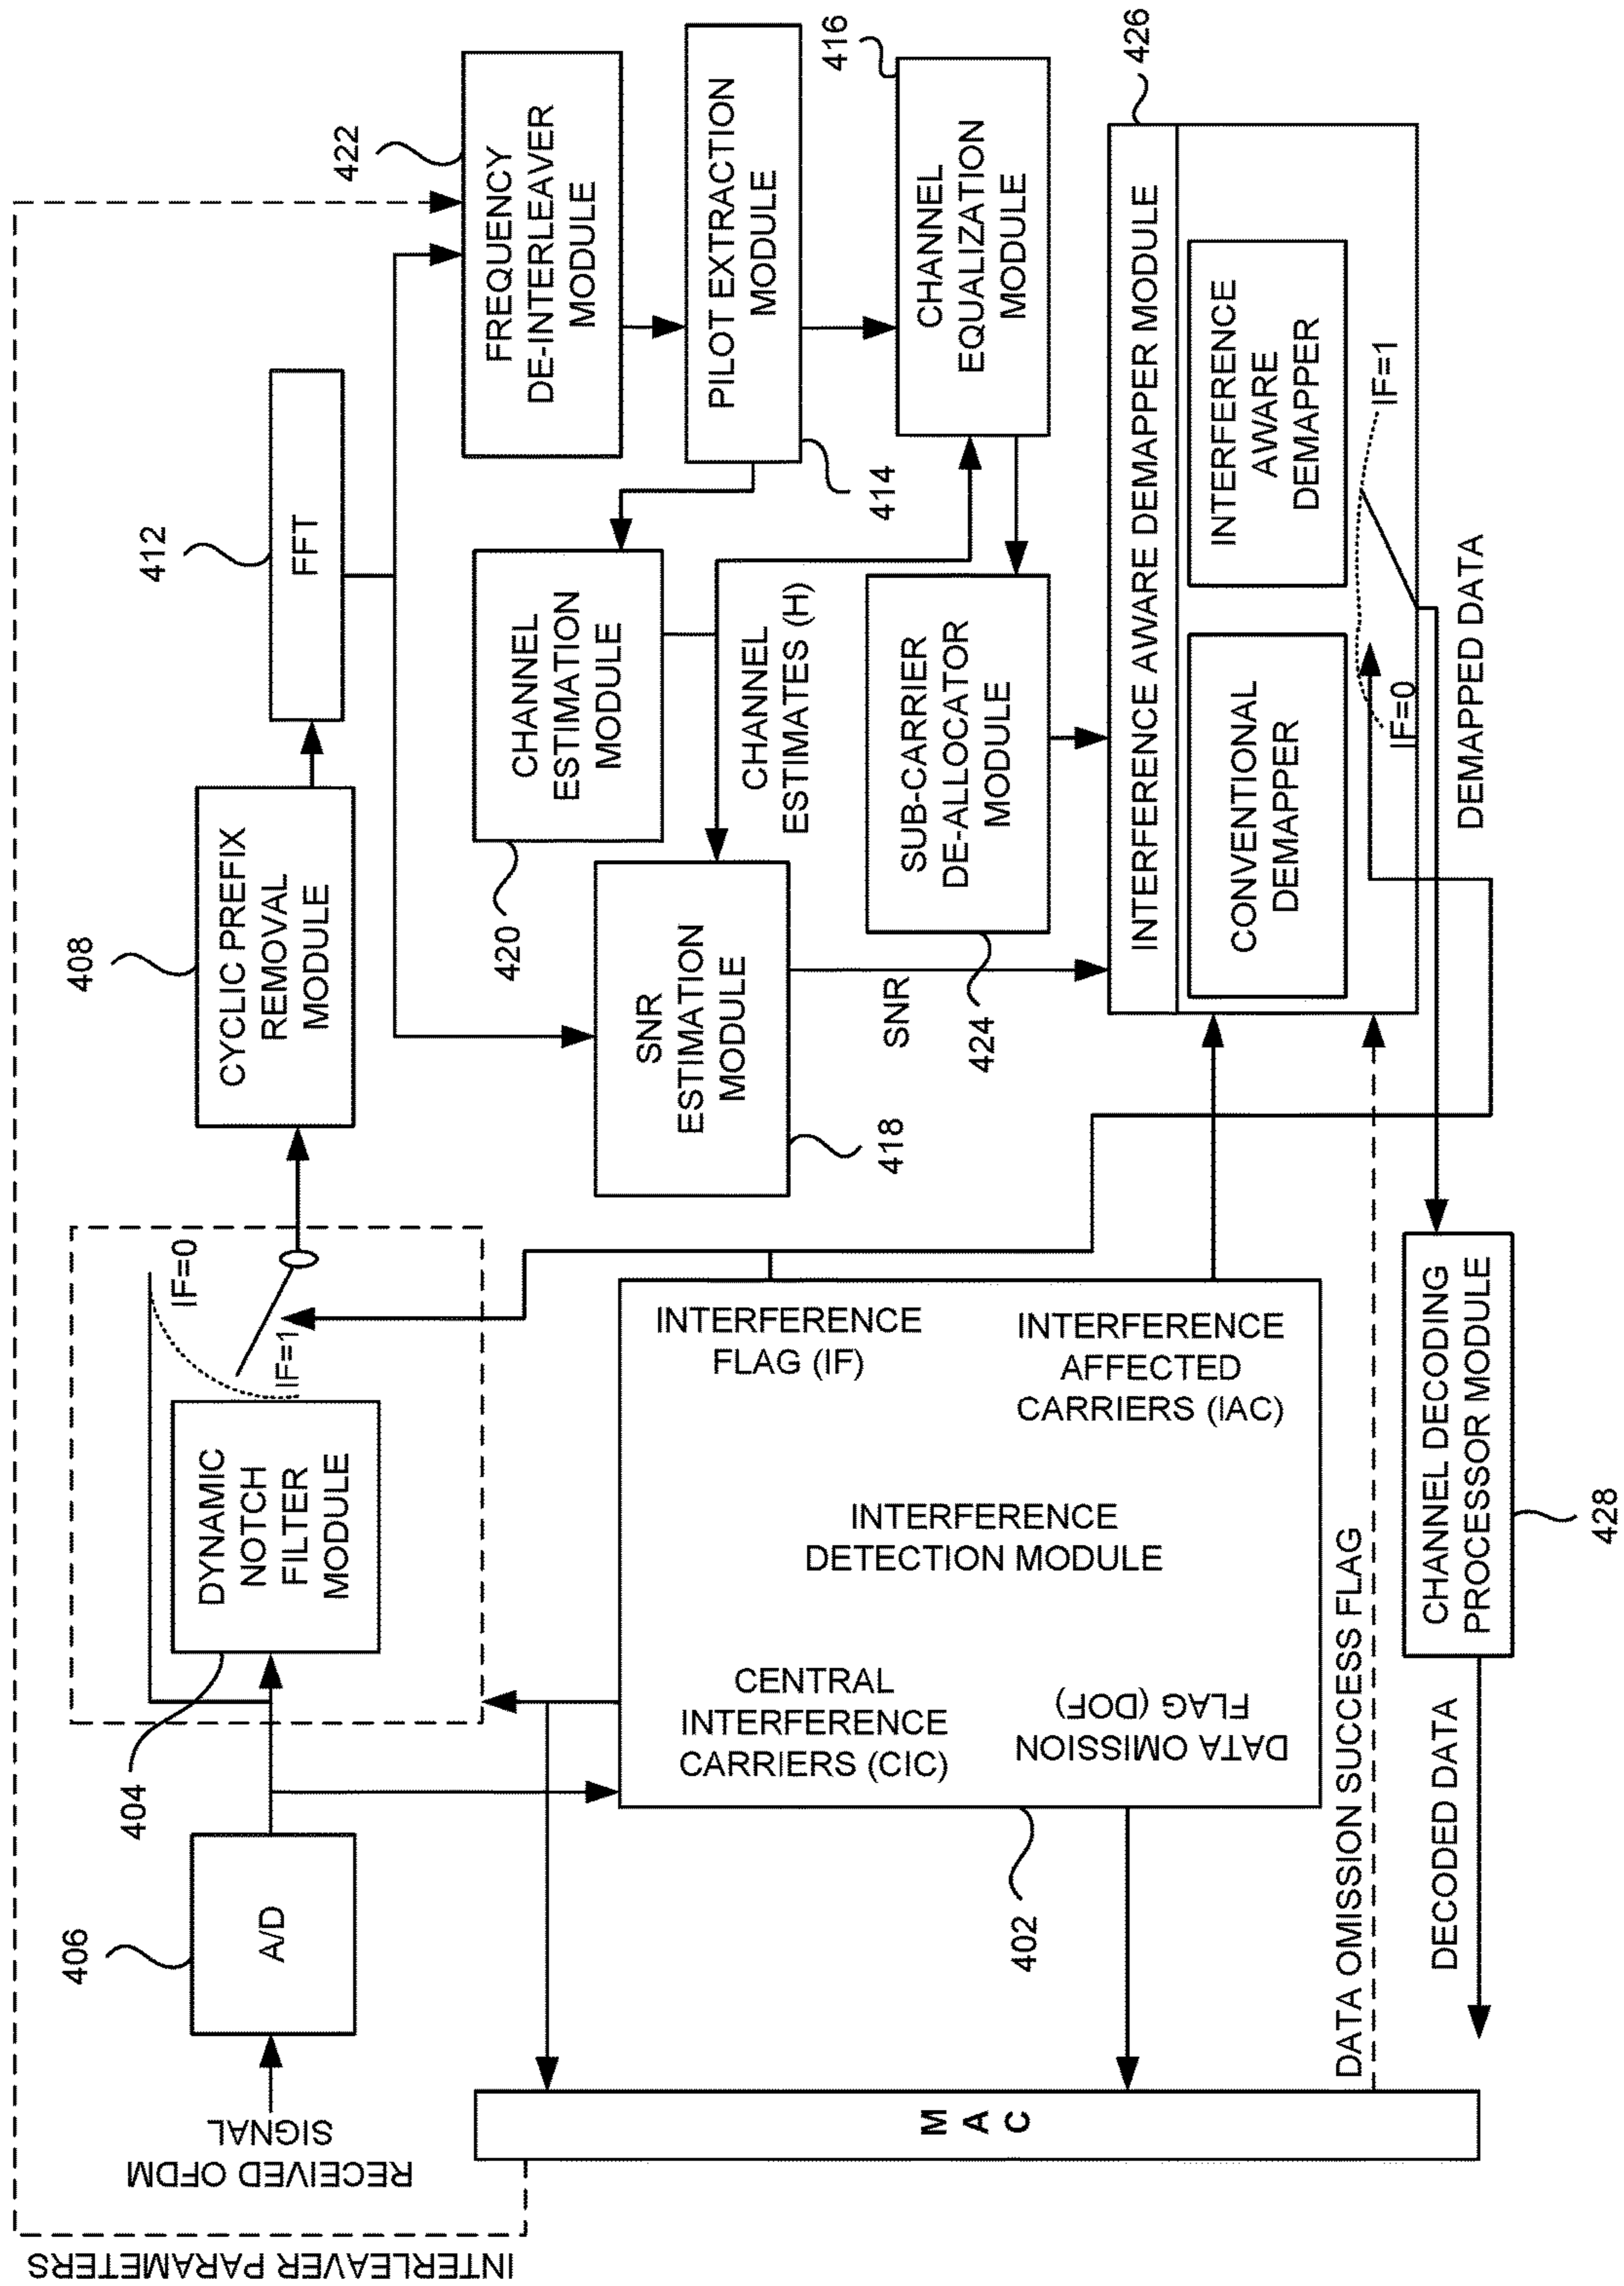 INTERLEAVER PARAMETERS
RECEIVED OFDM
SIGNAL
406
A/D
404
DYNAMIC
NOTCH
FILTER
MODULE
IF=1
IF=0
408
CYCLIC PREFIX
REMOVAL
MODULE
412
FFT
422
FREQUENCY
DE-INTERLEAVER
MODULE
PILOT EXTRACTION
MODULE
414
416
CHANNEL
EQUALIZATION
MODULE
420
CHANNEL
ESTIMATION
MODULE
CHANNEL
ESTIMATES (H)
SNR
ESTIMATION
MODULE
418
SNR
SUB-CARRIER
DE-ALLOCATOR
MODULE
424
426
INTERFERENCE AWARE DEMAPPER MODULE
CONVENTIONAL
DEMAPPER
INTERFERENCE
AWARE
DEMAPPER
IF=0
IF=1
DEMAPPED DATA
MAC
402
CENTRAL
INTERFERENCE
CARRIERS (CIC)
DATA OMISSION
FLAG (DOF)
INTERFERENCE
DETECTION MODULE
INTERFERENCE
FLAG (IF)
INTERFERENCE
AFFECTED
CARRIERS (IAC)
DATA OMISSION SUCCESS FLAG
CHANNEL DECODING
PROCESSOR MODULE
428
DECODED DATA